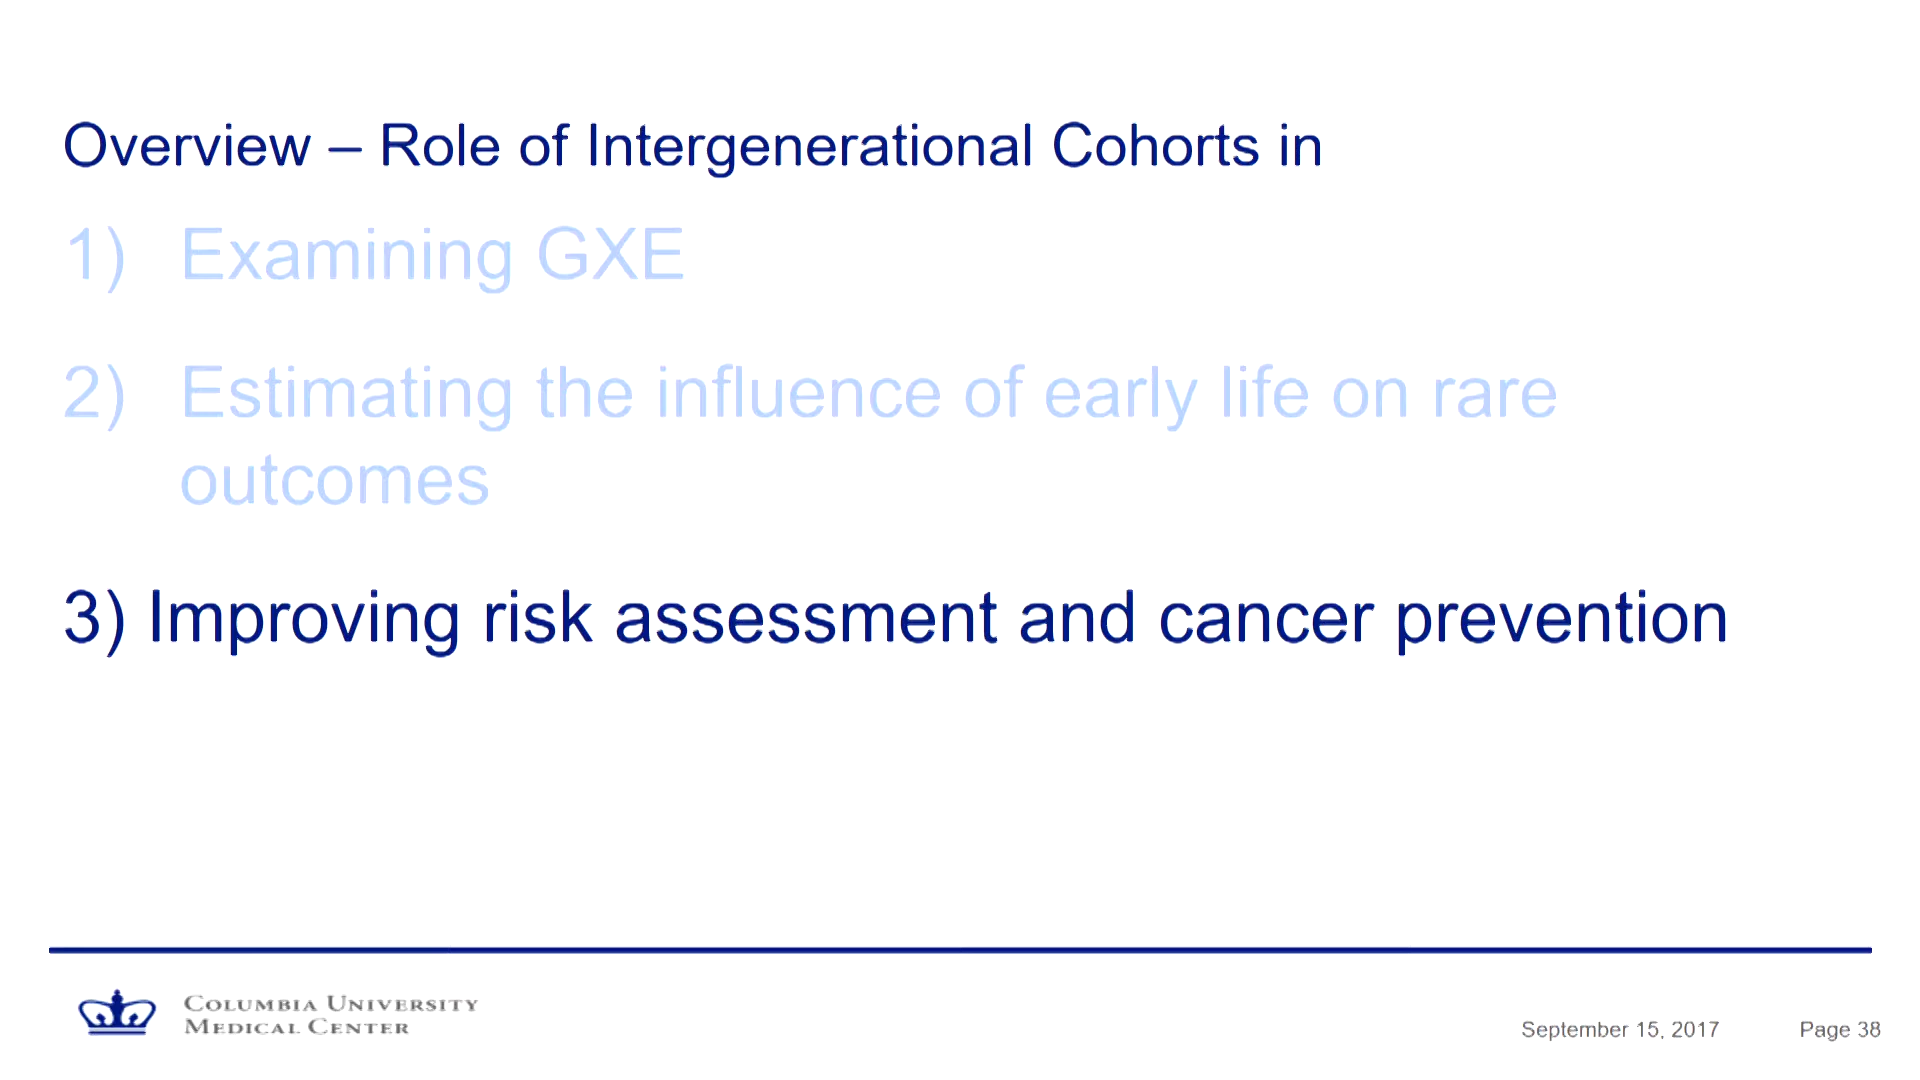 Overview – Role of Intergenerational Cohorts in
1) Examining GXE
2) Estimating the influence of early life on rare
outcomes
3) Improving risk assessment and cancer prevention
COLUMBIA UNIVERSITY
MEDICAL CENTER
September 15, 2017 Page 38